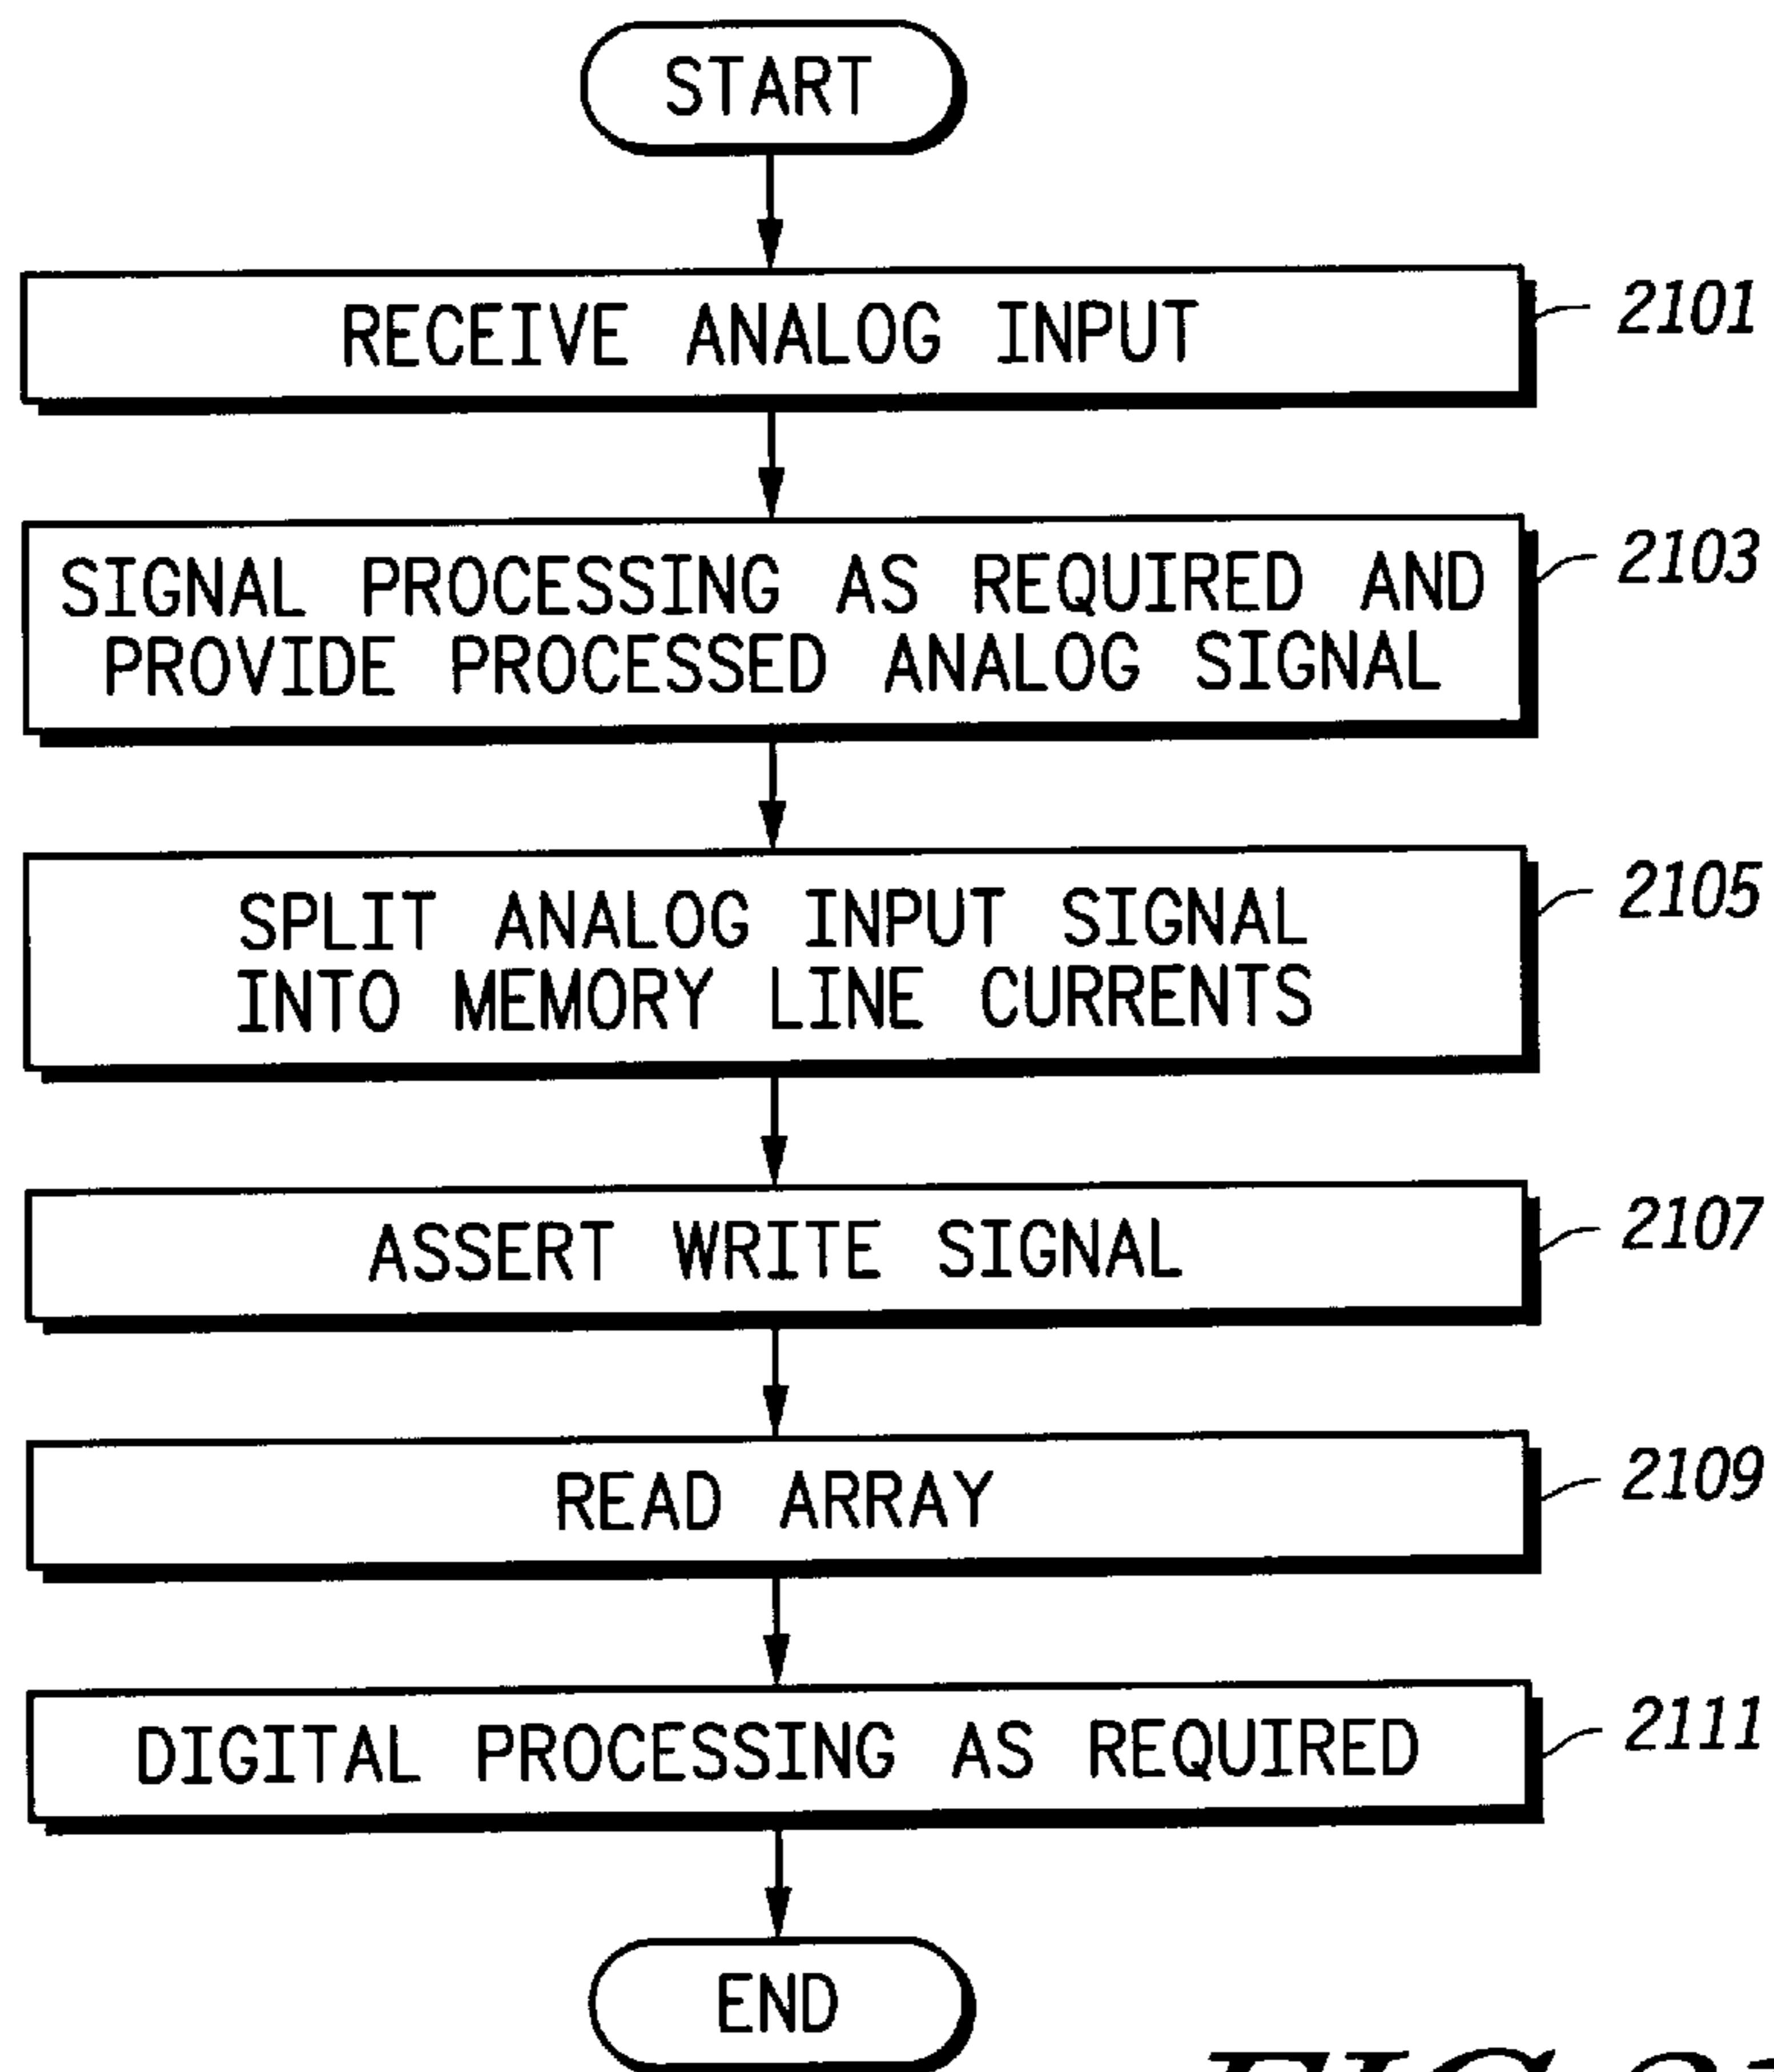 START
RECEIVE ANALOG INPUT
2101
SIGNAL PROCESSING AS REQUIRED AND
PROVIDE PROCESSED ANALOG SIGNAL
2103
SPLIT ANALOG INPUT SIGNAL
INTO MEMORY LINE CURRENTS
2105
ASSERT WRITE SIGNAL
2107
READ ARRAY
2109
DIGITAL PROCESSING AS REQUIRED
2111
END